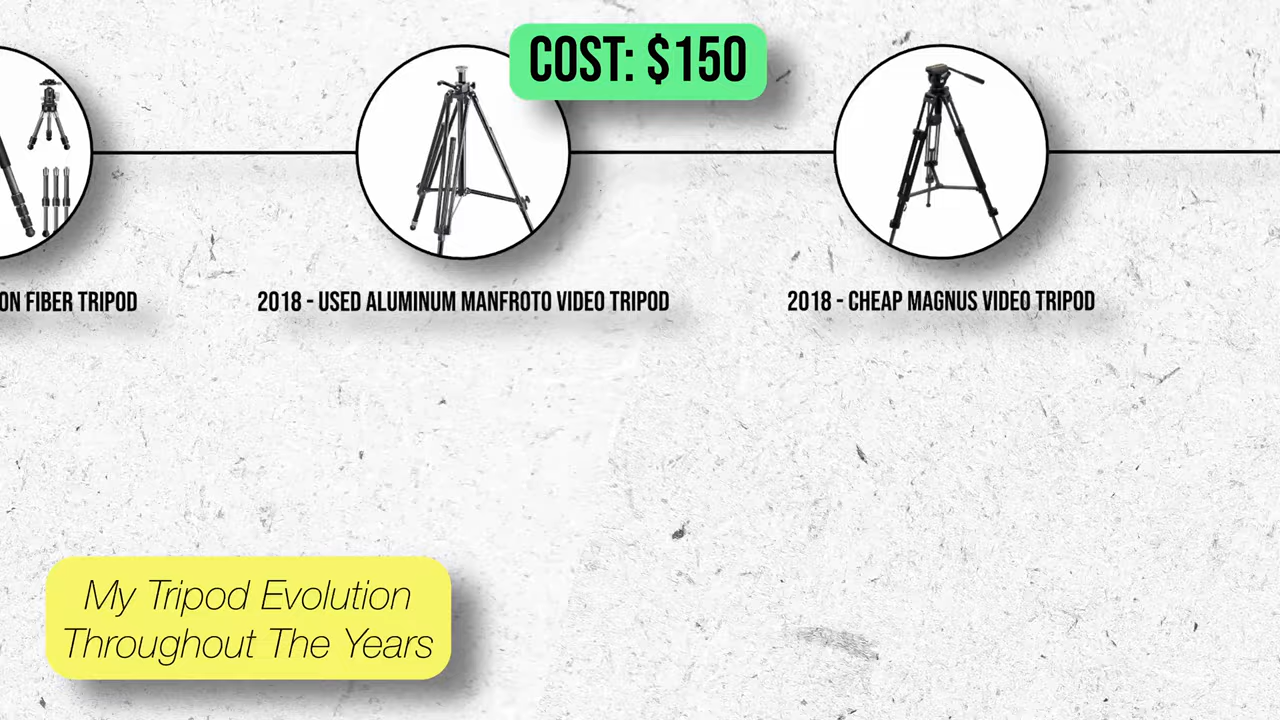 COST: $150
ON FIBER TRIPOD
2018 - USED ALUMINUM MANFROTO VIDEO TRIPOD
2018 - CHEAP MAGNUS VIDEO TRIPOD
My Tripod Evolution
Throughout The Years